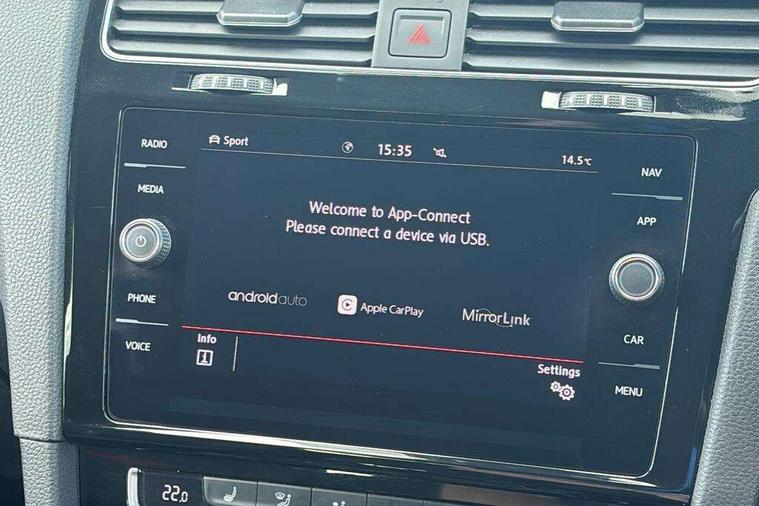 RADIO
MEDIA
PHONE
VOICE
Sport
15:35
14.5°C
Welcome to App-Connect
Please connect a device via USB.
androidauto
Apple CarPlay
MirrorLink
Info
Settings
NAV
APP
CAR
MENU
22.0